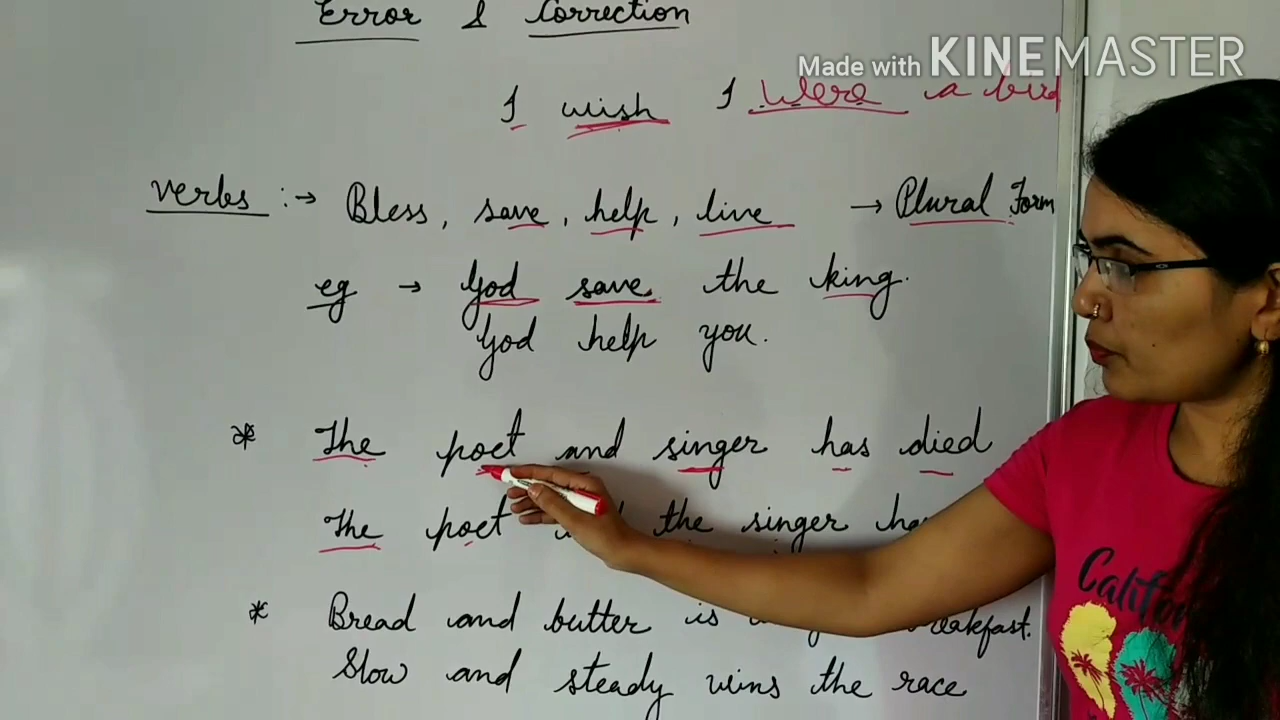 Error & Correction
Made with KINEMASTER
I wish I were a bird
Verbs :→ Bless, save, help, live → Plural Form
eg → God save the king.
God help you.
* The poet and singer has died
The poet the singer
* Bread and butter is breakfast.
Slow and steady wins the race
California